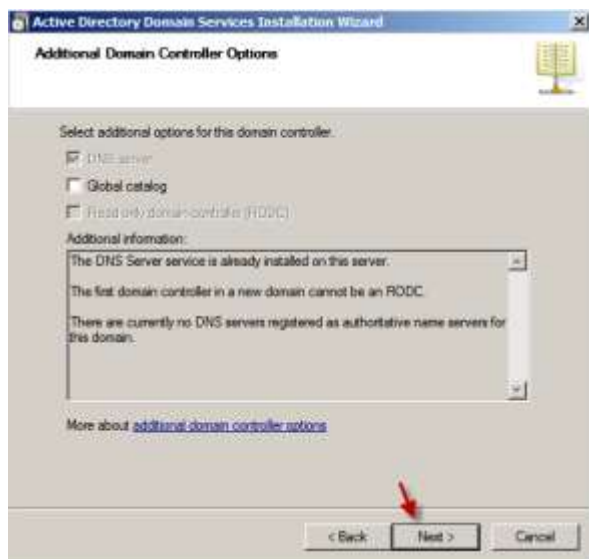 Active Directory Domain Services Installation Wizard
Additional Domain Controller Options
Select additional options for this domain controller.
DNS server
Global catalog
Read-only domain controller (RODC)
Additional information:
The DNS Server service is already installed on this server.
The first domain controller in a new domain cannot be an RODC.
There are currently no DNS servers registered as authoritative name servers for
this domain.
More about additional domain controller options
< Back
Next >
Cancel